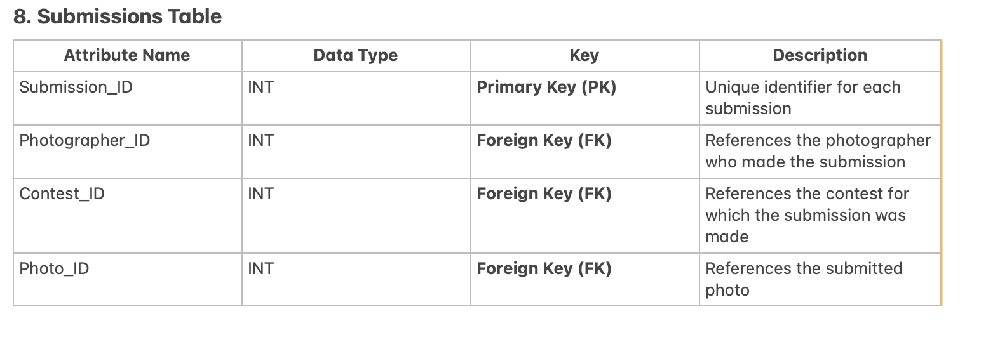 8. Submissions Table
Attribute Name Data Type Key Description
Submission_ID INT Primary Key (PK) Unique identifier for each
submission
Photographer_ID INT Foreign Key (FK) References the photographer
who made the submission
Contest_ID INT Foreign Key (FK) References the contest for
which the submission was
made
Photo_ID INT Foreign Key (FK) References the submitted
photo